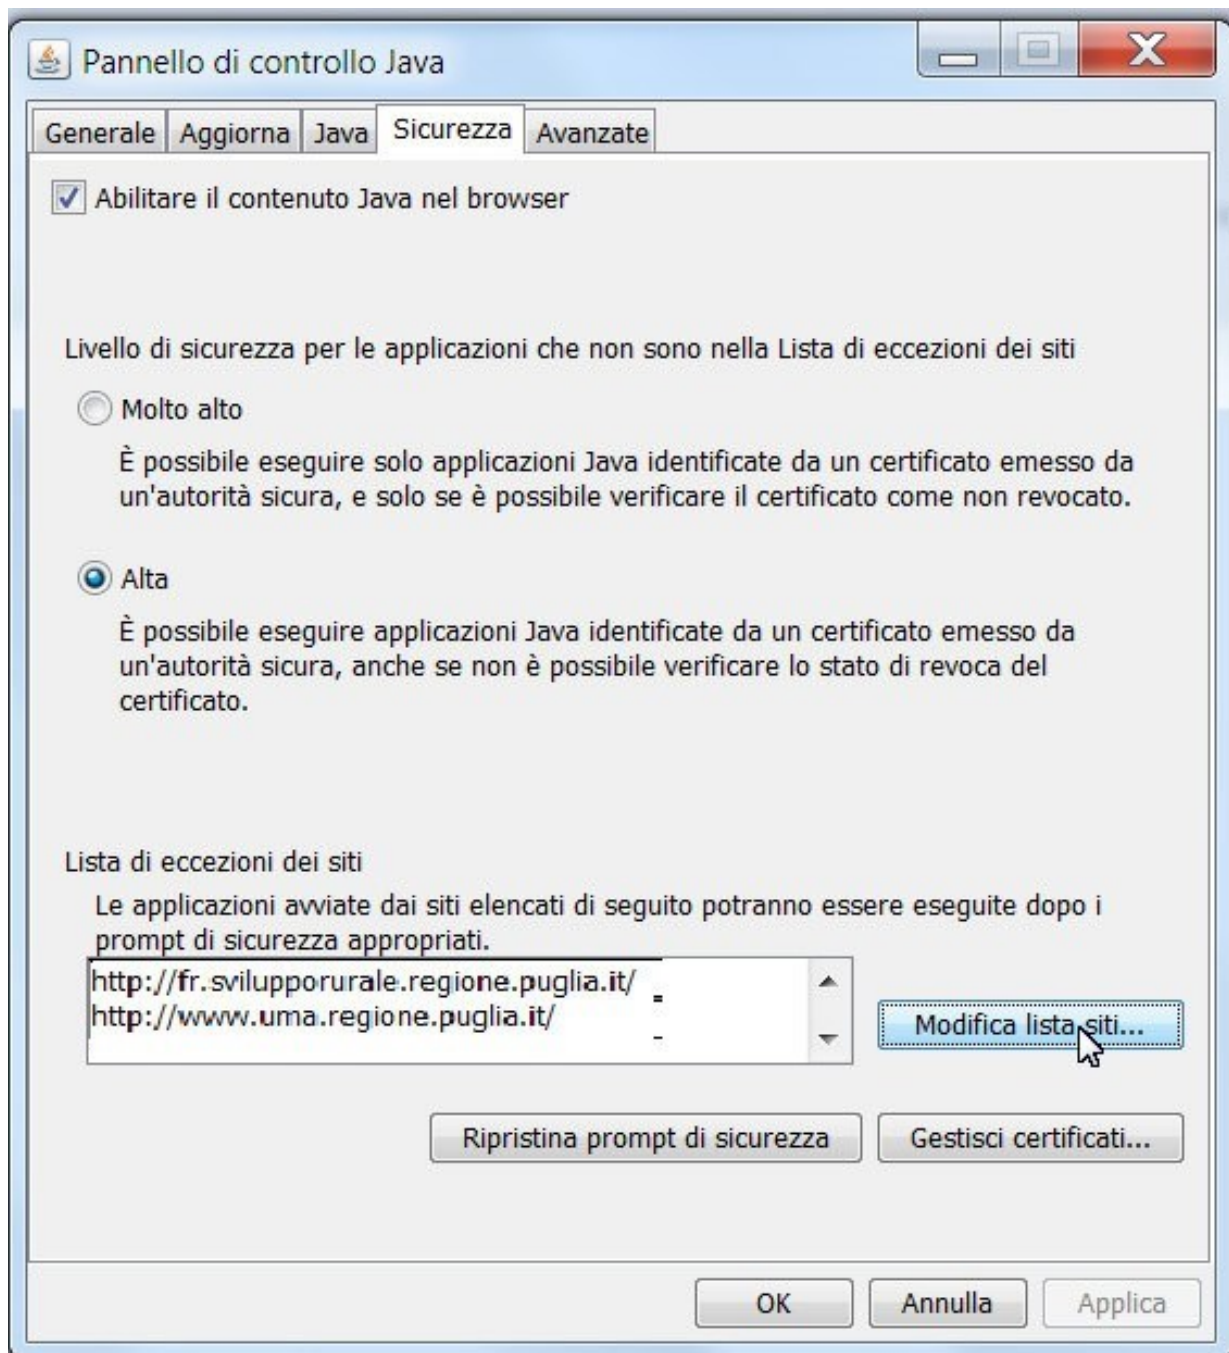 Pannello di controllo Java
Generale Aggiorna Java Sicurezza Avanzate
Abilitare il contenuto Java nel browser
Livello di sicurezza per le applicazioni che non sono nella Lista di eccezioni dei siti
Molto alto
È possibile eseguire solo applicazioni Java identificate da un certificato emesso da
un'autorità sicura, e solo se è possibile verificare il certificato come non revocato.
Alta
È possibile eseguire applicazioni Java identificate da un certificato emesso da
un'autorità sicura, anche se non è possibile verificare lo stato di revoca del
certificato.
Lista di eccezioni dei siti
Le applicazioni avviate dai siti elencati di seguito potranno essere eseguite dopo i
prompt di sicurezza appropriati.
http://fr.svilupporurale.regione.puglia.it/
http://www.uma.regione.puglia.it/
Modifica lista siti...
Ripristina prompt di sicurezza Gestisci certificati...
OK Annulla Applica